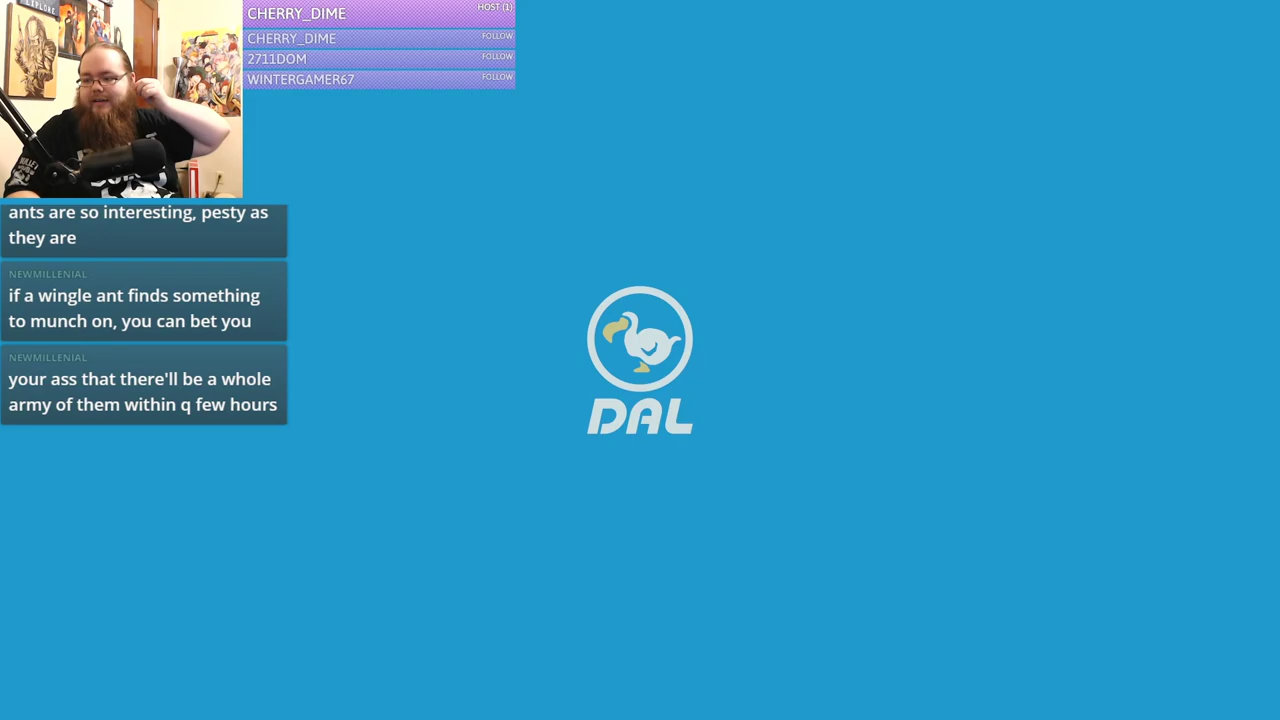 EXPLORE
CHERRY_DIME
HOST (1)
CHERRY_DIME
FOLLOW
2711DOM
FOLLOW
WINTERGAMER67
FOLLOW
ants are so interesting, pesty as
they are
NEWMILLENIAL
if a wingle ant finds something
to munch on, you can bet you
NEWMILLENIAL
your ass that there'll be a whole
army of them within q few hours
DAL